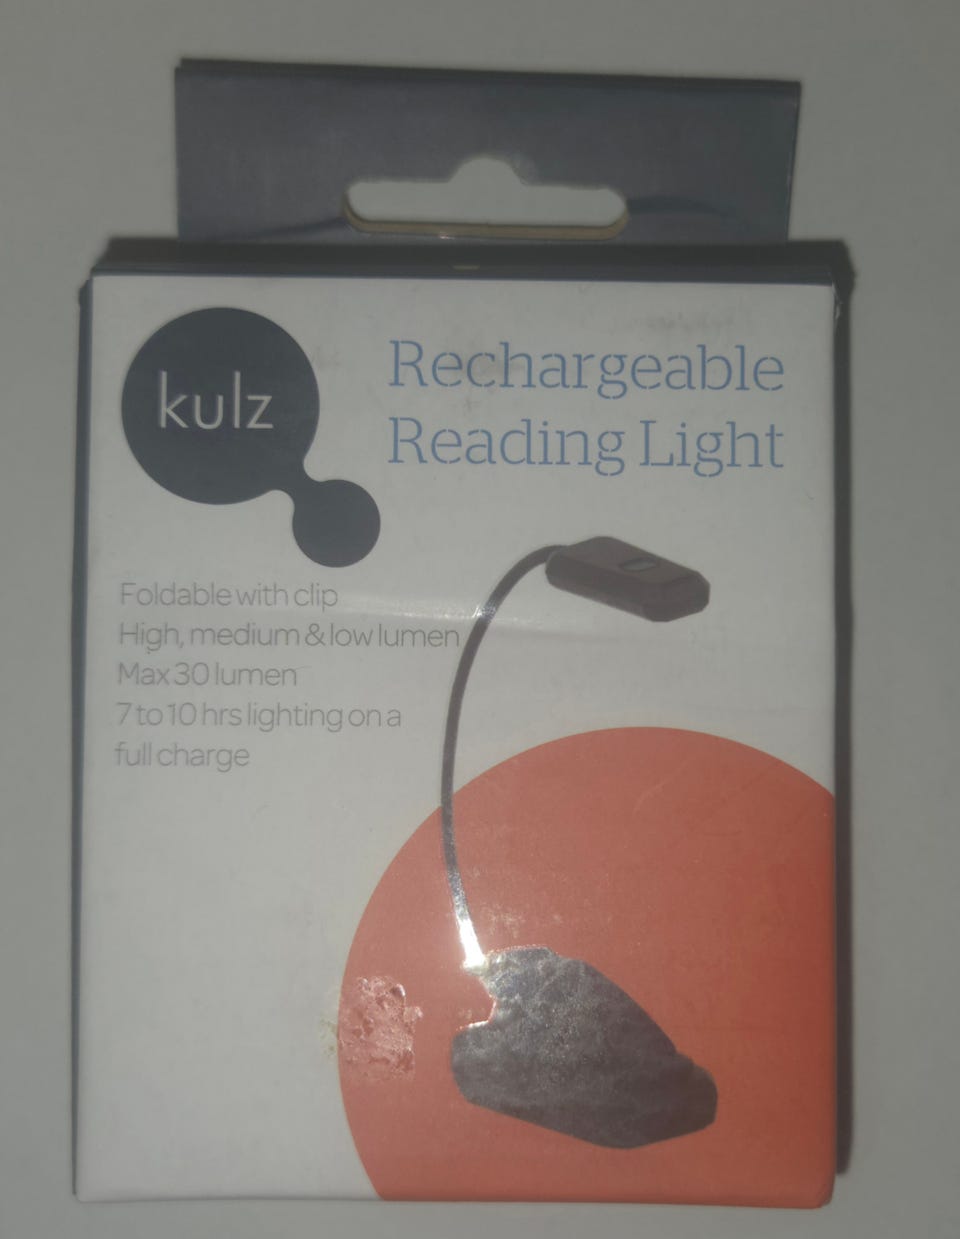 kulz
Rechargeable
Reading Light
Foldable with clip
High, medium & low lumen
Max 30 lumen
7 to 10 hrs lighting on a
full charge